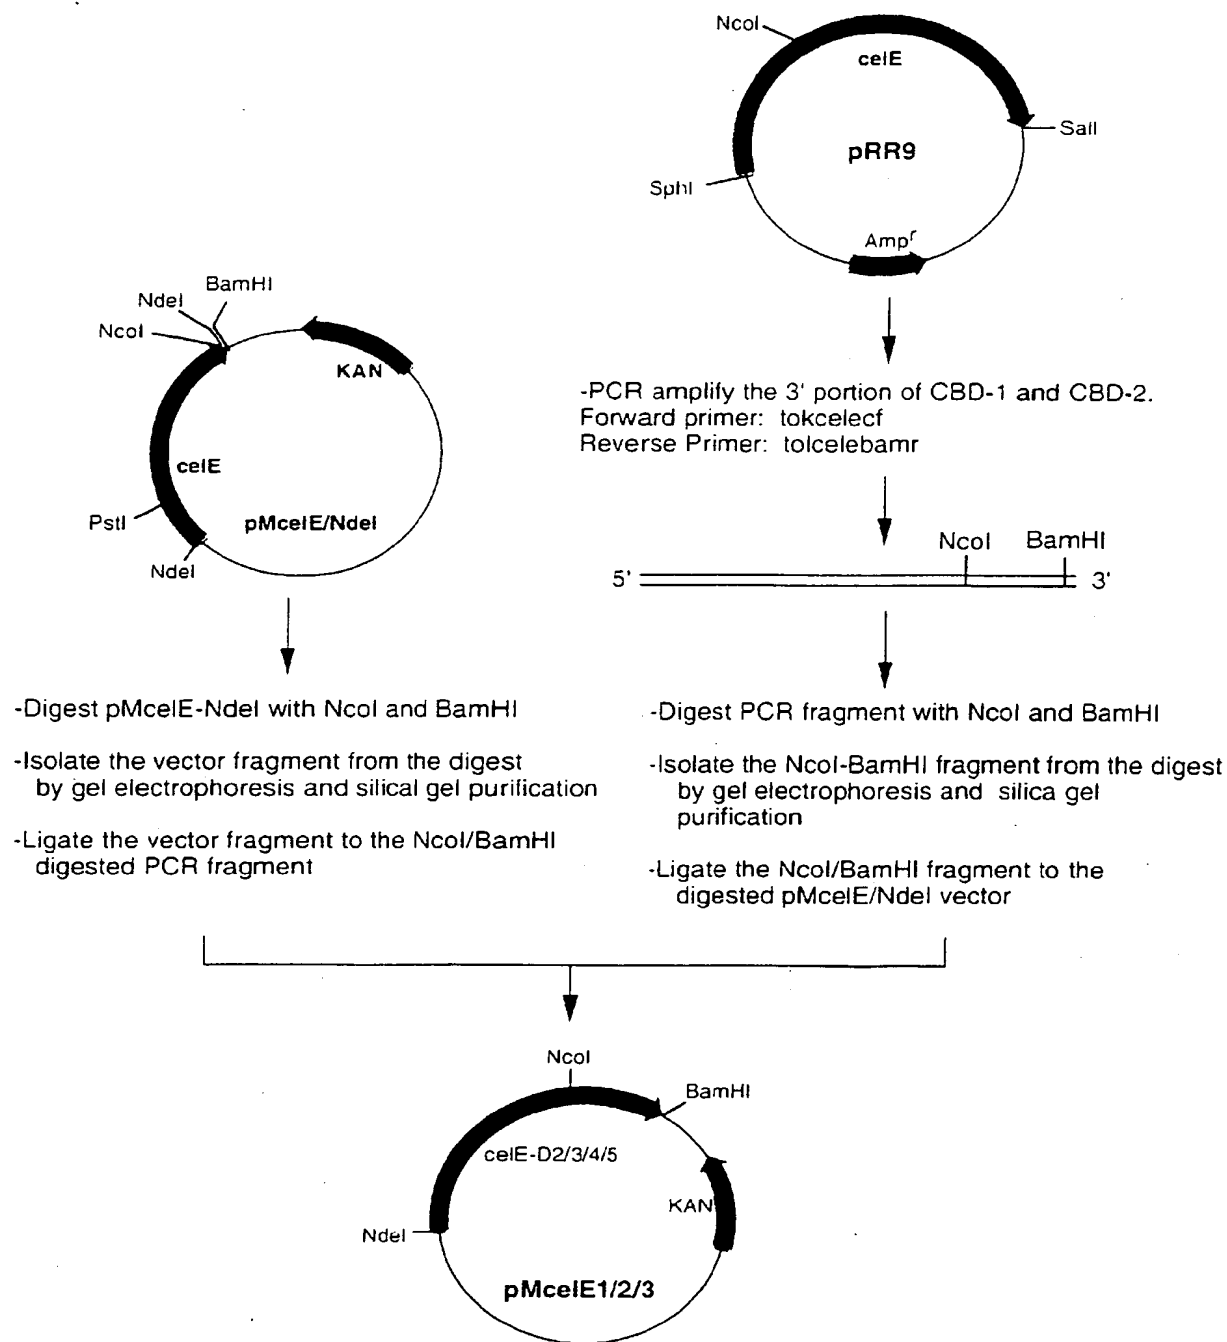 NcoI
celE
SalI
pRR9
SphI
Ampr
BamHI
NdeI
NcoI
KAN
celE
PstI
pMcelE/NdeI
NdeI
-PCR amplify the 3' portion of CBD-1 and CBD-2.
Forward primer: tokcelecf
Reverse Primer: tolcelebamr
NcoI BamHI
5' 3'
-Digest pMcelE-NdeI with NcoI and BamHI
-Isolate the vector fragment from the digest
by gel electrophoresis and silical gel purification
-Ligate the vector fragment to the NcoI/BamHI
digested PCR fragment
-Digest PCR fragment with NcoI and BamHI
-Isolate the NcoI-BamHI fragment from the digest
by gel electrophoresis and silica gel
purification
-Ligate the NcoI/BamHI fragment to the
digested pMcelE/NdeI vector
NcoI
BamHI
celE-D2/3/4/5
KAN
NdeI
pMcelE1/2/3